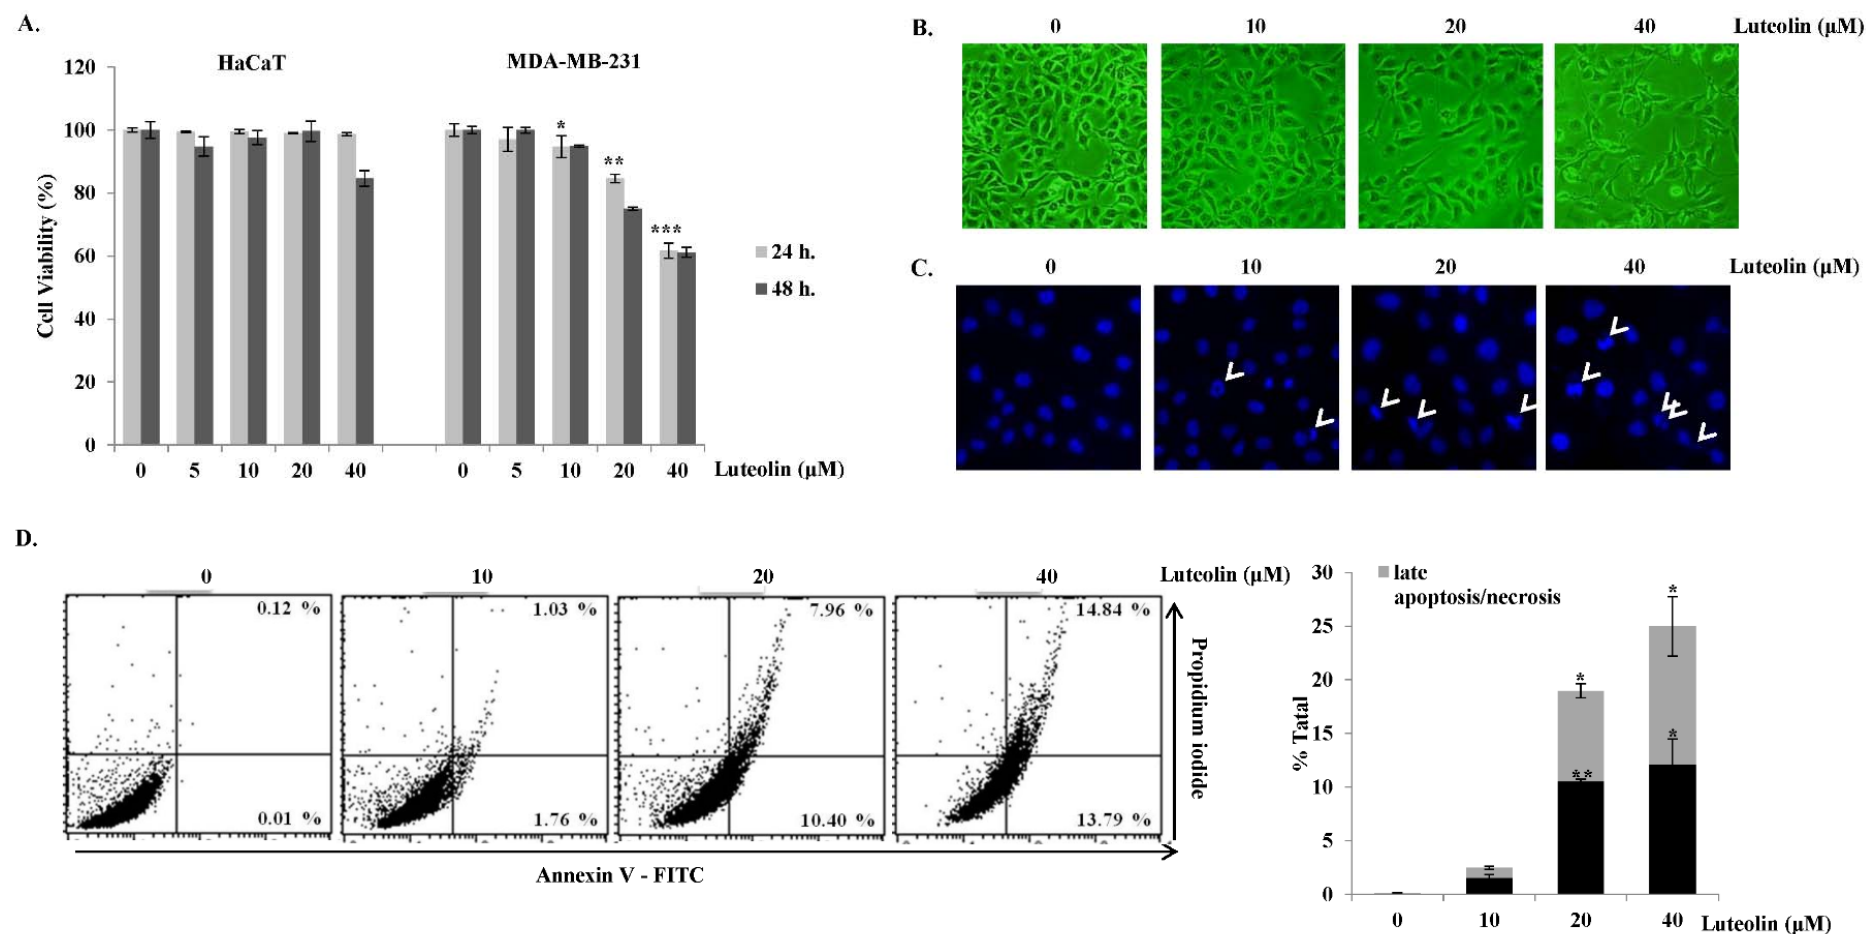 A.
HaCaT
MDA-MB-231
120
100
80
60
40
20
0
Cell Viability (%)
*
**
***
24 h.
48 h.
0 5 10 20 40 0 5 10 20 40 Luteolin (µM)
B.
0 10 20 40 Luteolin (µM)
C.
0 10 20 40 Luteolin (µM)
D.
0 10 20 40 Luteolin (µM)
0.12 % 1.03 % 7.96 % 14.84 %
0.01 % 1.76 % 10.40 % 13.79 %
Propidium iodide
Annexin V - FITC
late
apoptosis/necrosis
30
25
20
15
10
5
0
% Tatal
*
*
*
**
0 10 20 40 Luteolin (µM)